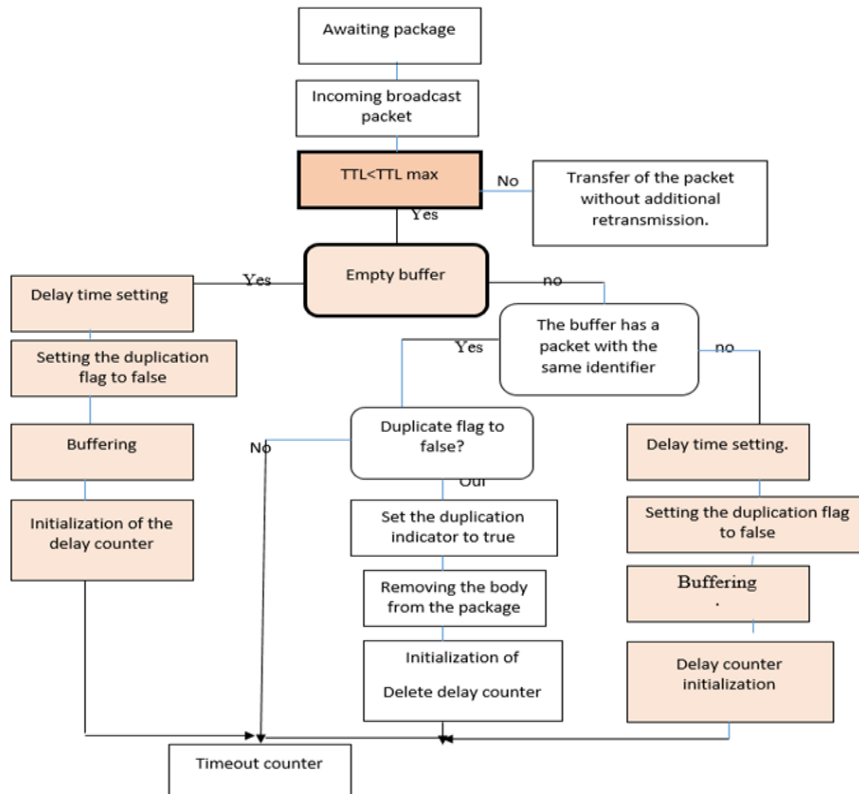 Awaiting package
Incoming broadcast
packet
TTL<TTL max
No
Transfer of the packet
without additional
retransmission.
Yes
Empty buffer
Yes
no
Delay time setting
The buffer has a
packet with the
same identifier
Yes
no
Setting the duplication
flag to false
Duplicate flag to
false?
No
Buffering
Delay time setting.
Oui
Initialization of the
delay counter
Set the duplication
indicator to true
Setting the duplication flag
to false
Removing the body
from the package
Buffering
.
Initialization of
Delete delay counter
Delay counter
initialization
Timeout counter